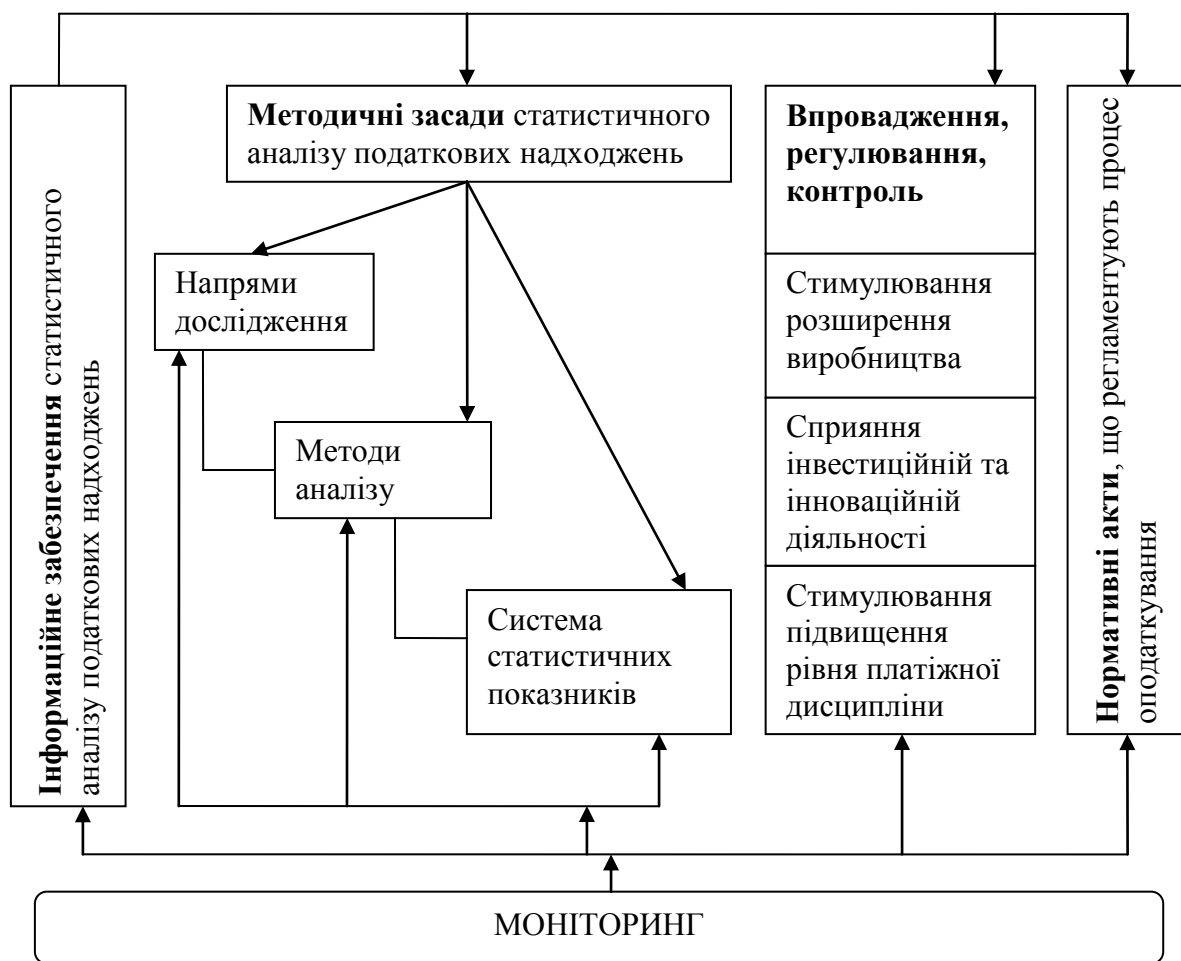 Інформаційне забезпечення статистичного
аналізу податкових надходжень
Методичні засади статистичного
аналізу податкових надходжень
Напрями
дослідження
Методи
аналізу
Система
статистичних
показників
Впровадження,
регулювання,
контроль
Стимулювання
розширення
виробництва
Сприяння
інвестиційній та
інноваційній
діяльності
Стимулювання
підвищення
рівня платіжної
дисципліни
Нормативні акти, що регламентують процес
оподаткування
МОНІТОРИНГ